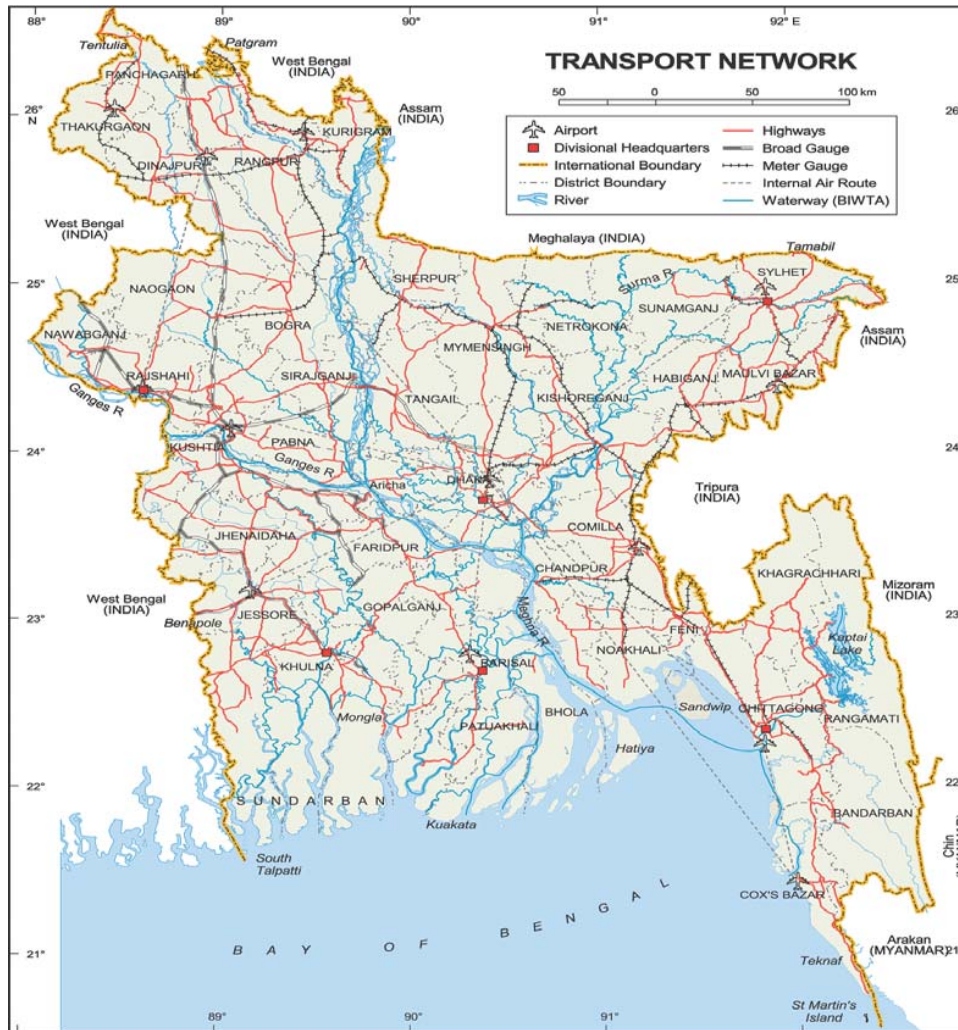 88° 89° 90° 91° 92° E
Tentulia
Patgram
West Bengal
(INDIA)
PANCHAGARH
TRANSPORT NETWORK
50 0 50 100 km
26°
N
THAKURGAON
DINAJPUR
RANGPUR
KURIGRAM
Assam
(INDIA)
Airport
Divisional Headquarters
International Boundary
District Boundary
River
Highways
Broad Gauge
Meter Gauge
Internal Air Route
Waterway (BIWTA)
West Bengal
(INDIA)
Meghalaya (INDIA)
Tamabil
25°
NAOGAON
SHERPUR
Surma R
SYLHET
SUNAMGANJ
NAWABGANJ
BOGRA
NETROKONA
MYMENSINGH
Assam
(INDIA)
RAJSHAHI
SIRAJGANJ
TANGAIL
KISHOREGANJ
HABIGANJ
MAULVI BAZAR
Ganges R
24°
KUSHTIA
PABNA
Ganges R
Aricha
DHAKA
Tripura
(INDIA)
JHENAIDAHA
FARIDPUR
COMILLA
CHANDPUR
KHAGRACHHARI
Mizoram
(INDIA)
West Bengal
(INDIA)
23°
Benapole
JESSORE
GOPALGANJ
Meghna R
FENI
NOAKHALI
Kaptai
Lake
KHULNA
BARISAL
Mongla
PATUAKHALI
BHOLA
Sandwip
CHITTAGONG
RANGAMATI
Hatiya
22°
SUNDARBAN
Kuakata
BANDARBAN
Chin
South
Talpatti
COX'S BAZAR
BAY OF BENGAL
21°
Teknaf
Arakan
(MYANMAR)
St Martin's
Island
89° 90° 91° 92°